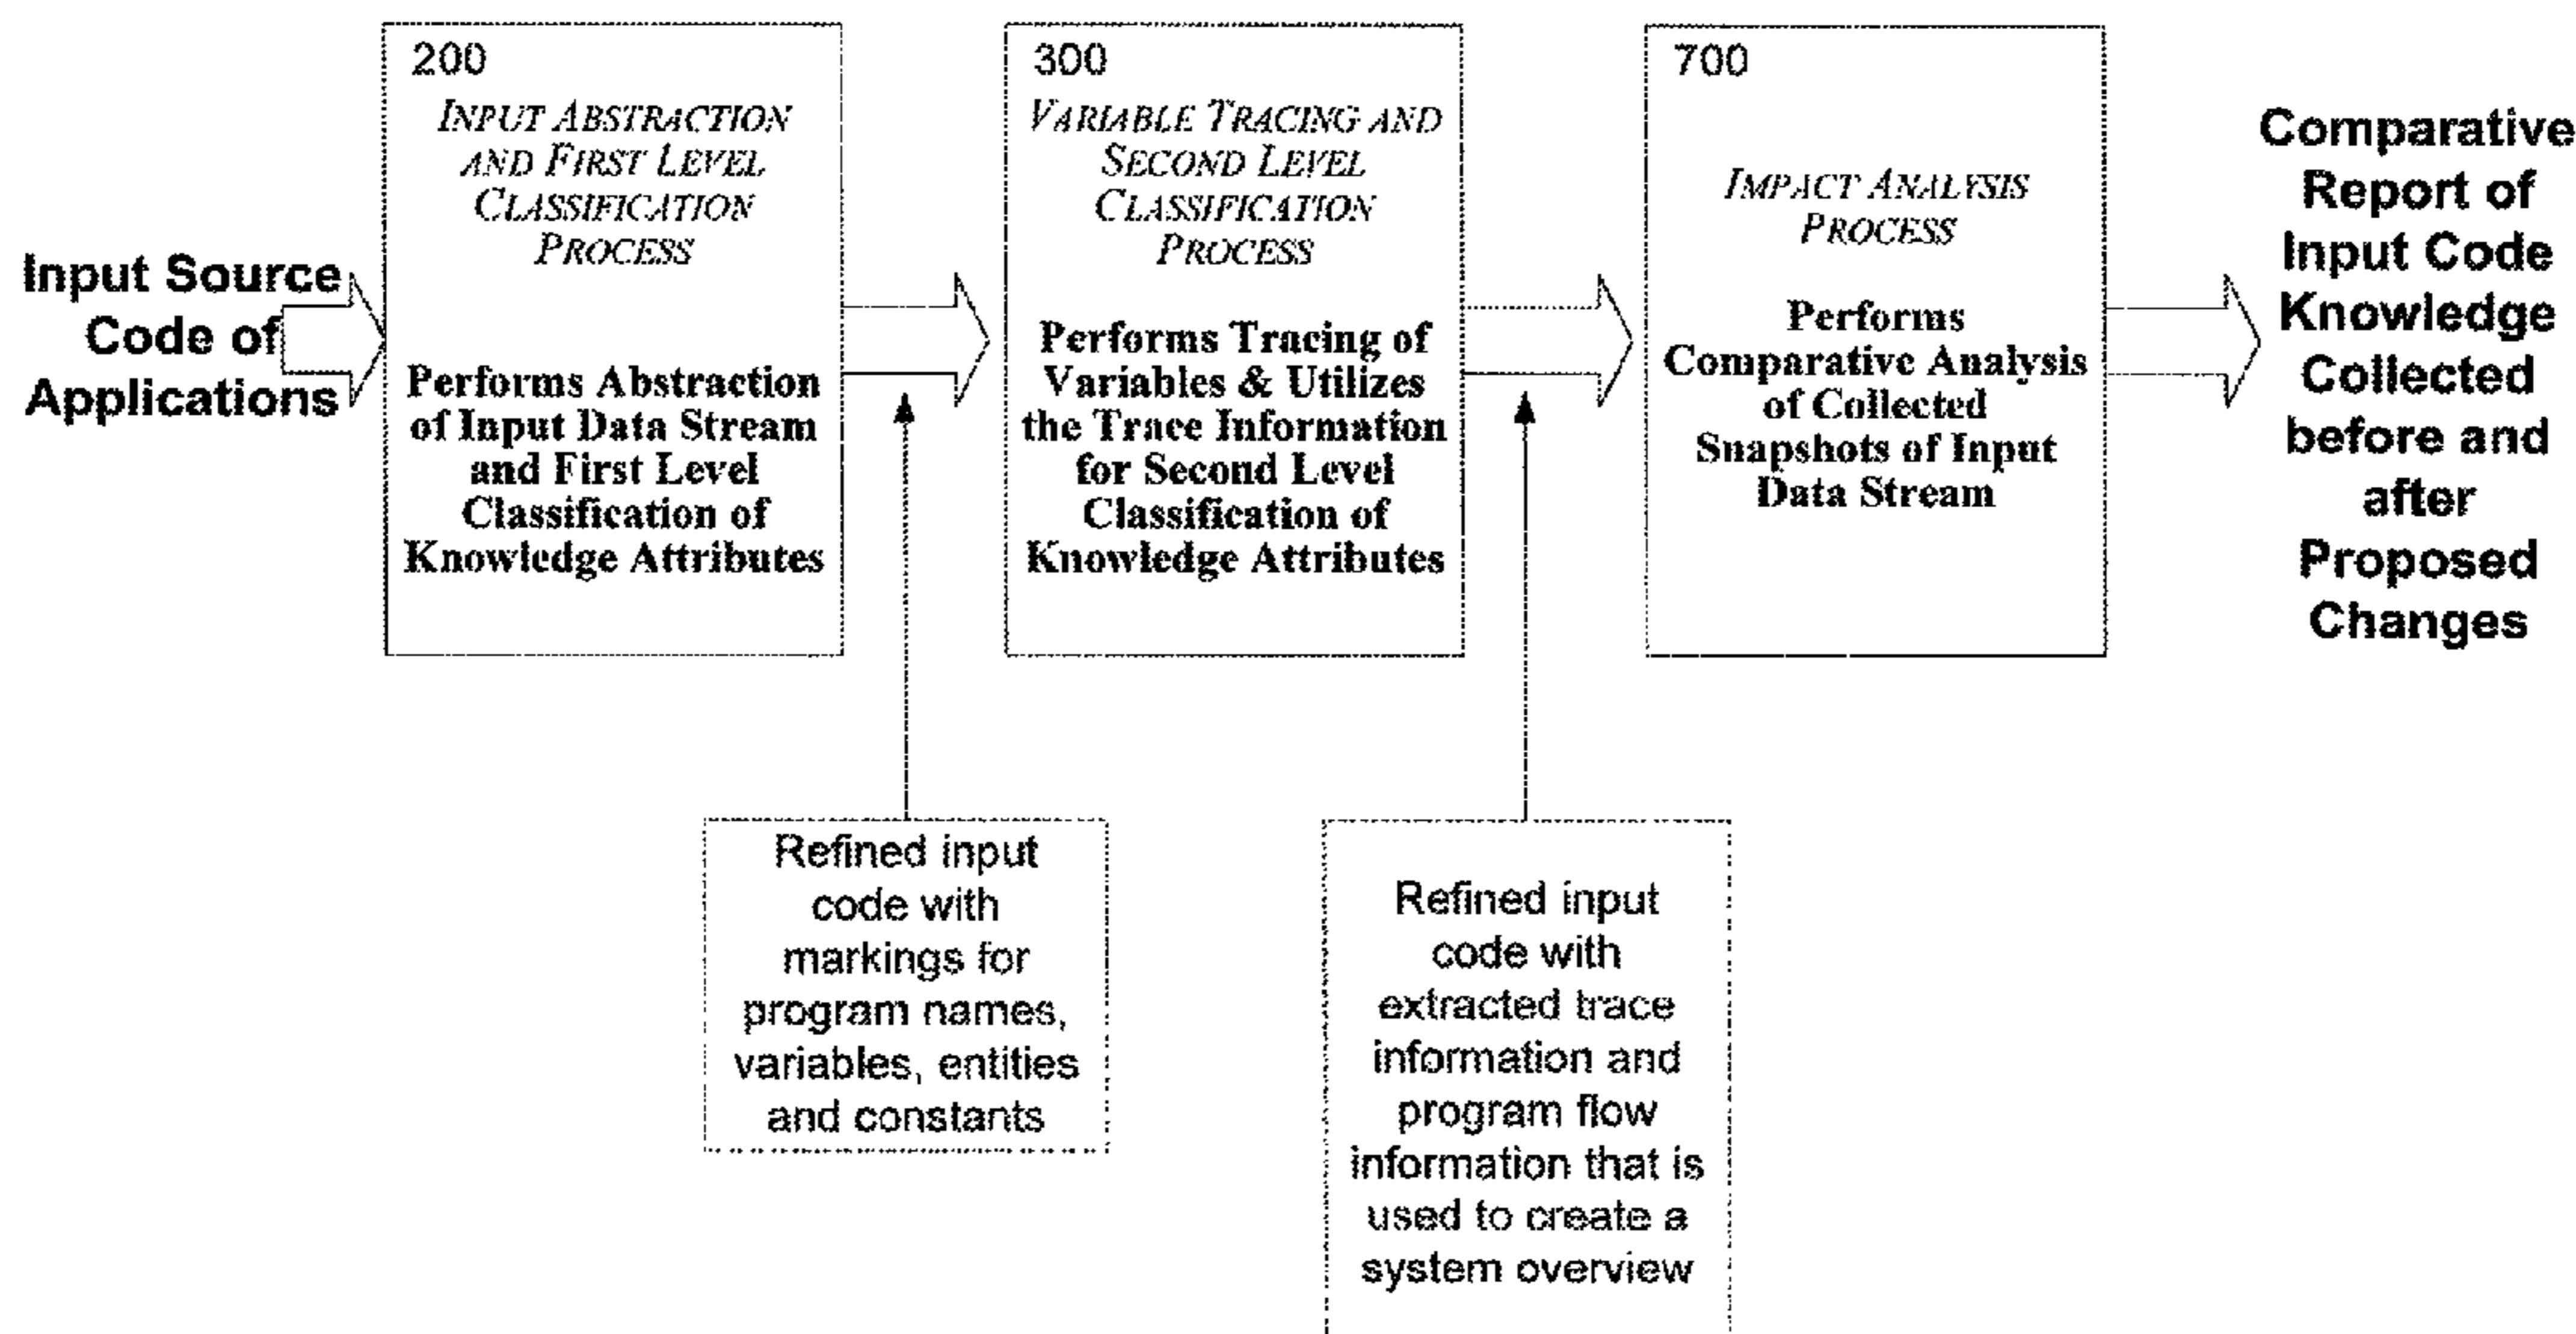 Input Source
Code of
Applications
200
INPUT ABSTRACTION
AND FIRST LEVEL
CLASSIFICATION
PROCESS
Performs Abstraction
of Input Data Stream
and First Level
Classification of
Knowledge Attributes
300
VARIABLE TRACING AND
SECOND LEVEL
CLASSIFICATION
PROCESS
Performs Tracing of
Variables & Utilizes
the Trace Information
for Second Level
Classification of
Knowledge Attributes
700
IMPACT ANALYSIS
PROCESS
Performs
Comparative Analysis
of Collected
Snapshots of Input
Data Stream
Comparative
Report of
Input Code
Knowledge
Collected
before and
after
Proposed
Changes
Refined input
code with
markings for
program names,
variables, entities
and constants
Refined input
code with
extracted trace
information and
program flow
information that is
used to create a
system overview